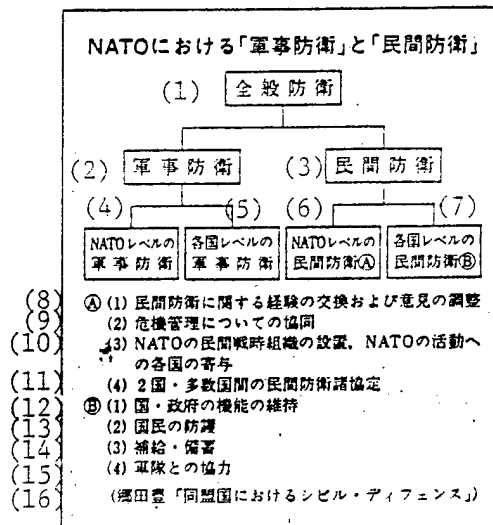 NATOにおける「軍事防衛」と「民間防衛」
(1) 全般防衛
(2) 軍事防衛 (3) 民間防衛
(4) (5) (6) (7)
NATOレベルの 各国レベルの NATOレベルの 各国レベルの
軍事防衛 軍事防衛 民間防衛Ⓐ 民間防衛Ⓑ
(8) Ⓐ (1) 民間防衛に関する経験の交換および意見の調整
(9) (2) 危機管理についての協同
(10) (3) NATOの民間戦時組織の設置，NATOの活動へ
の各国の寄与
(11) (4) 2国・多数国間の民間防衛諸協定
(12) Ⓑ (1) 国・政府の機能の維持
(13) (2) 国民の防護
(14) (3) 補給・備蓄
(15) (4) 軍隊との協力
(16) (郷田豊「同盟国におけるシビル・ディフェンス」)